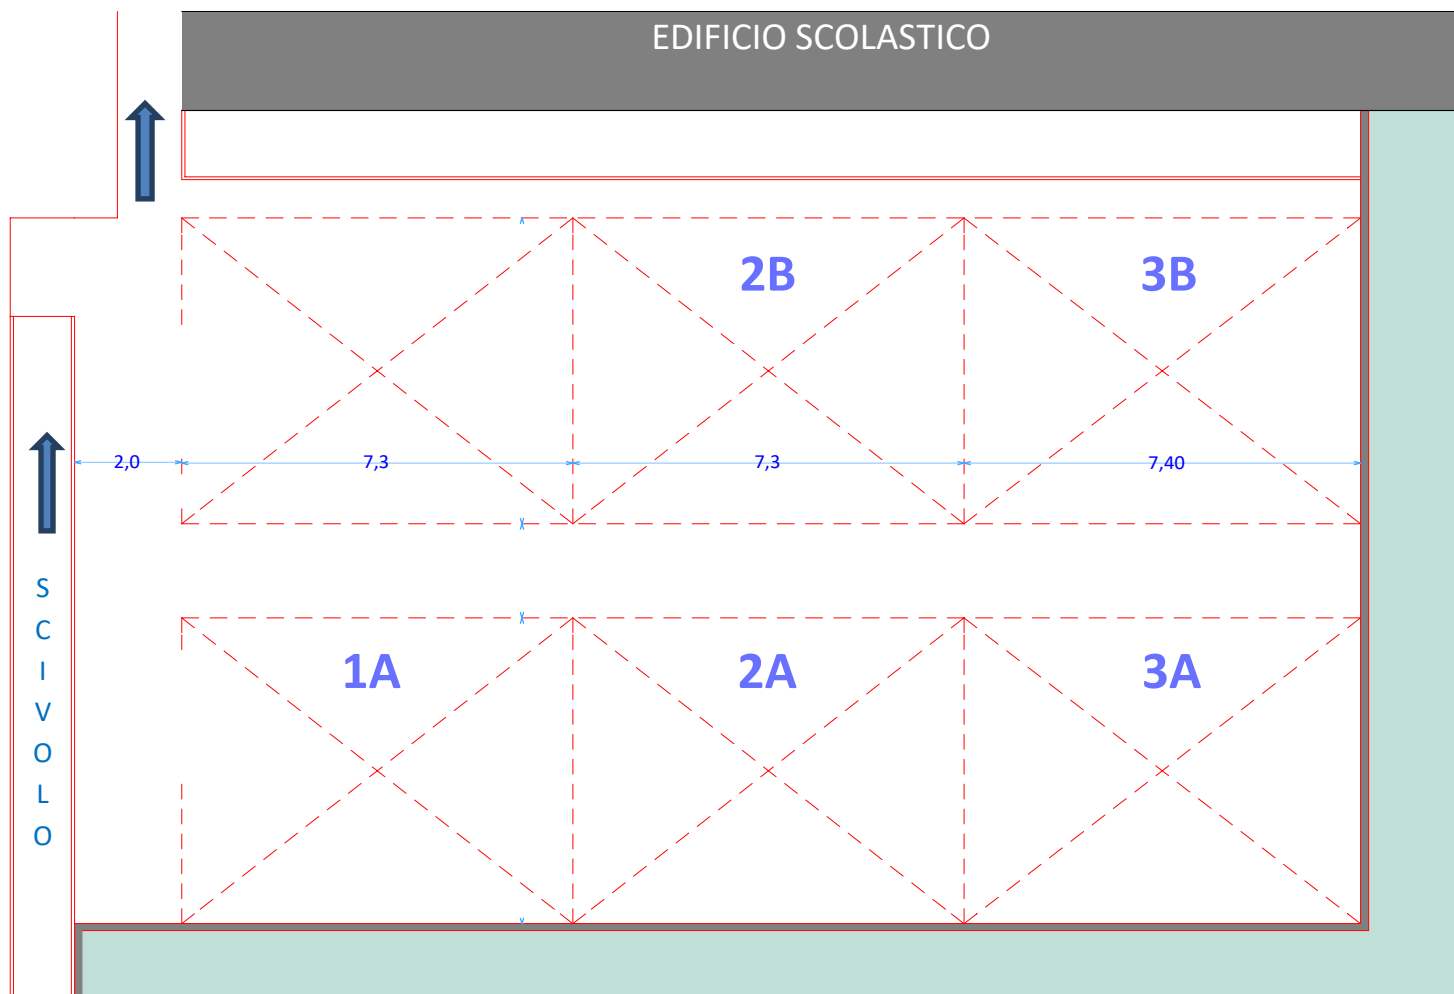 EDIFICIO SCOLASTICO
2B 3B
2,0 7,3 7,3 7,40
S
C
I
V
O
L
O
1A 2A 3A